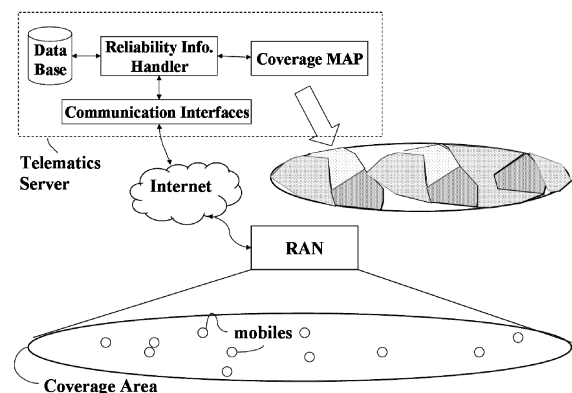 Data
Base
Reliability Info.
Handler
Coverage MAP
Communication Interfaces
Telematics
Server
Internet
RAN
mobiles
Coverage Area